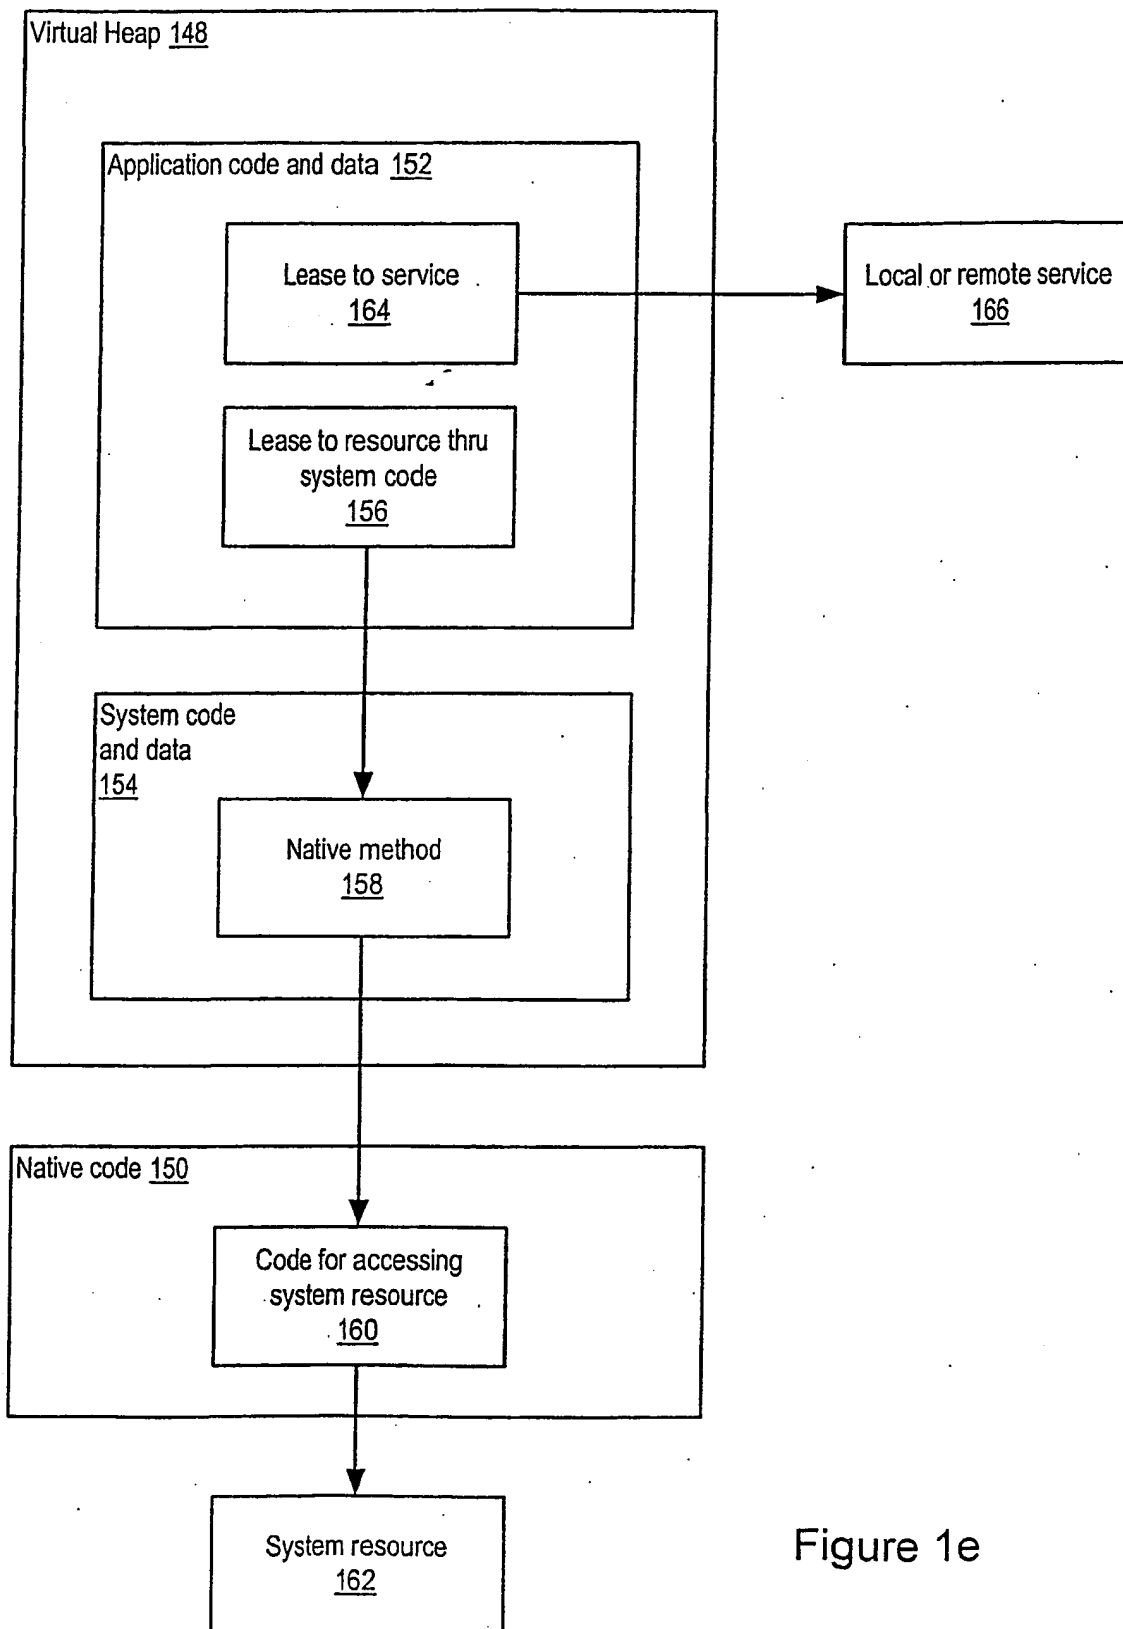 Virtual Heap 148
Application code and data 152
Lease to service
164
Local or remote service
166
Lease to resource thru
system code
156
System code
and data
154
Native method
158
Native code 150
Code for accessing
system resource
160
System resource
162
Figure 1e